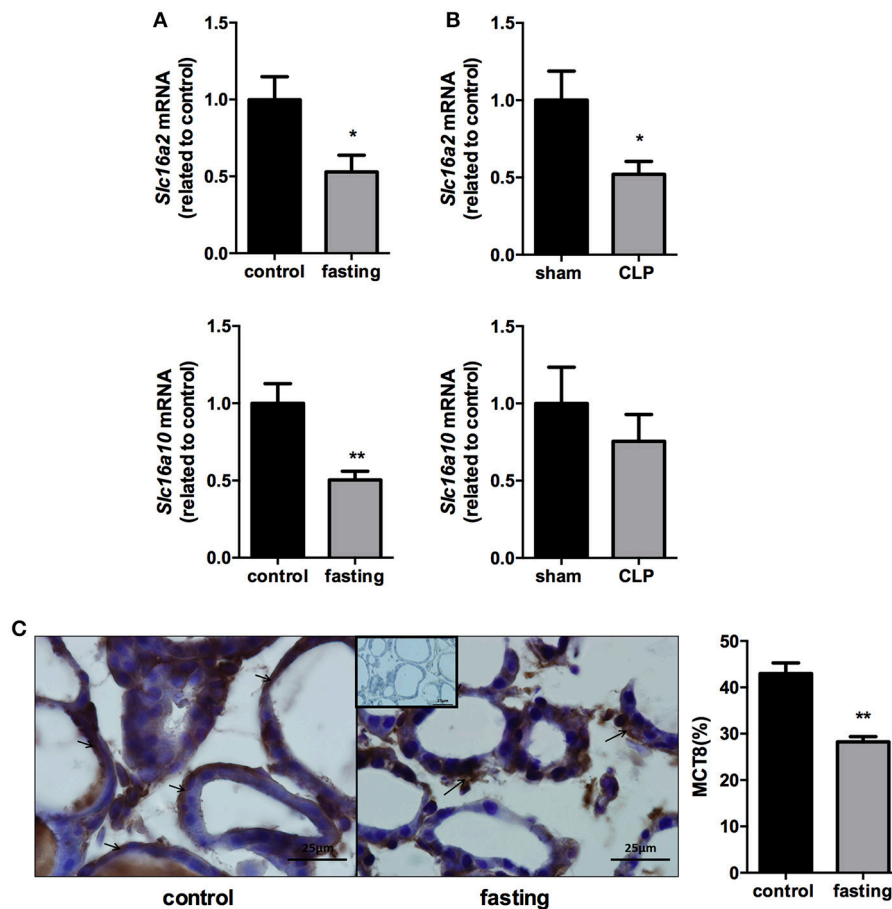 A
Slc16a2 mRNA
(related to control)
1.5
1.0
0.5
0.0
*
control fasting
B
Slc16a2 mRNA
(related to control)
1.5
1.0
0.5
0.0
*
sham CLP
Slc16a10 mRNA
(related to control)
1.5
1.0
0.5
0.0
**
control fasting
Slc16a10 mRNA
(related to control)
1.5
1.0
0.5
0.0
sham CLP
C
25µm
control
25µm
fasting
MCT8(%)
50
40
30
20
10
0
**
control fasting